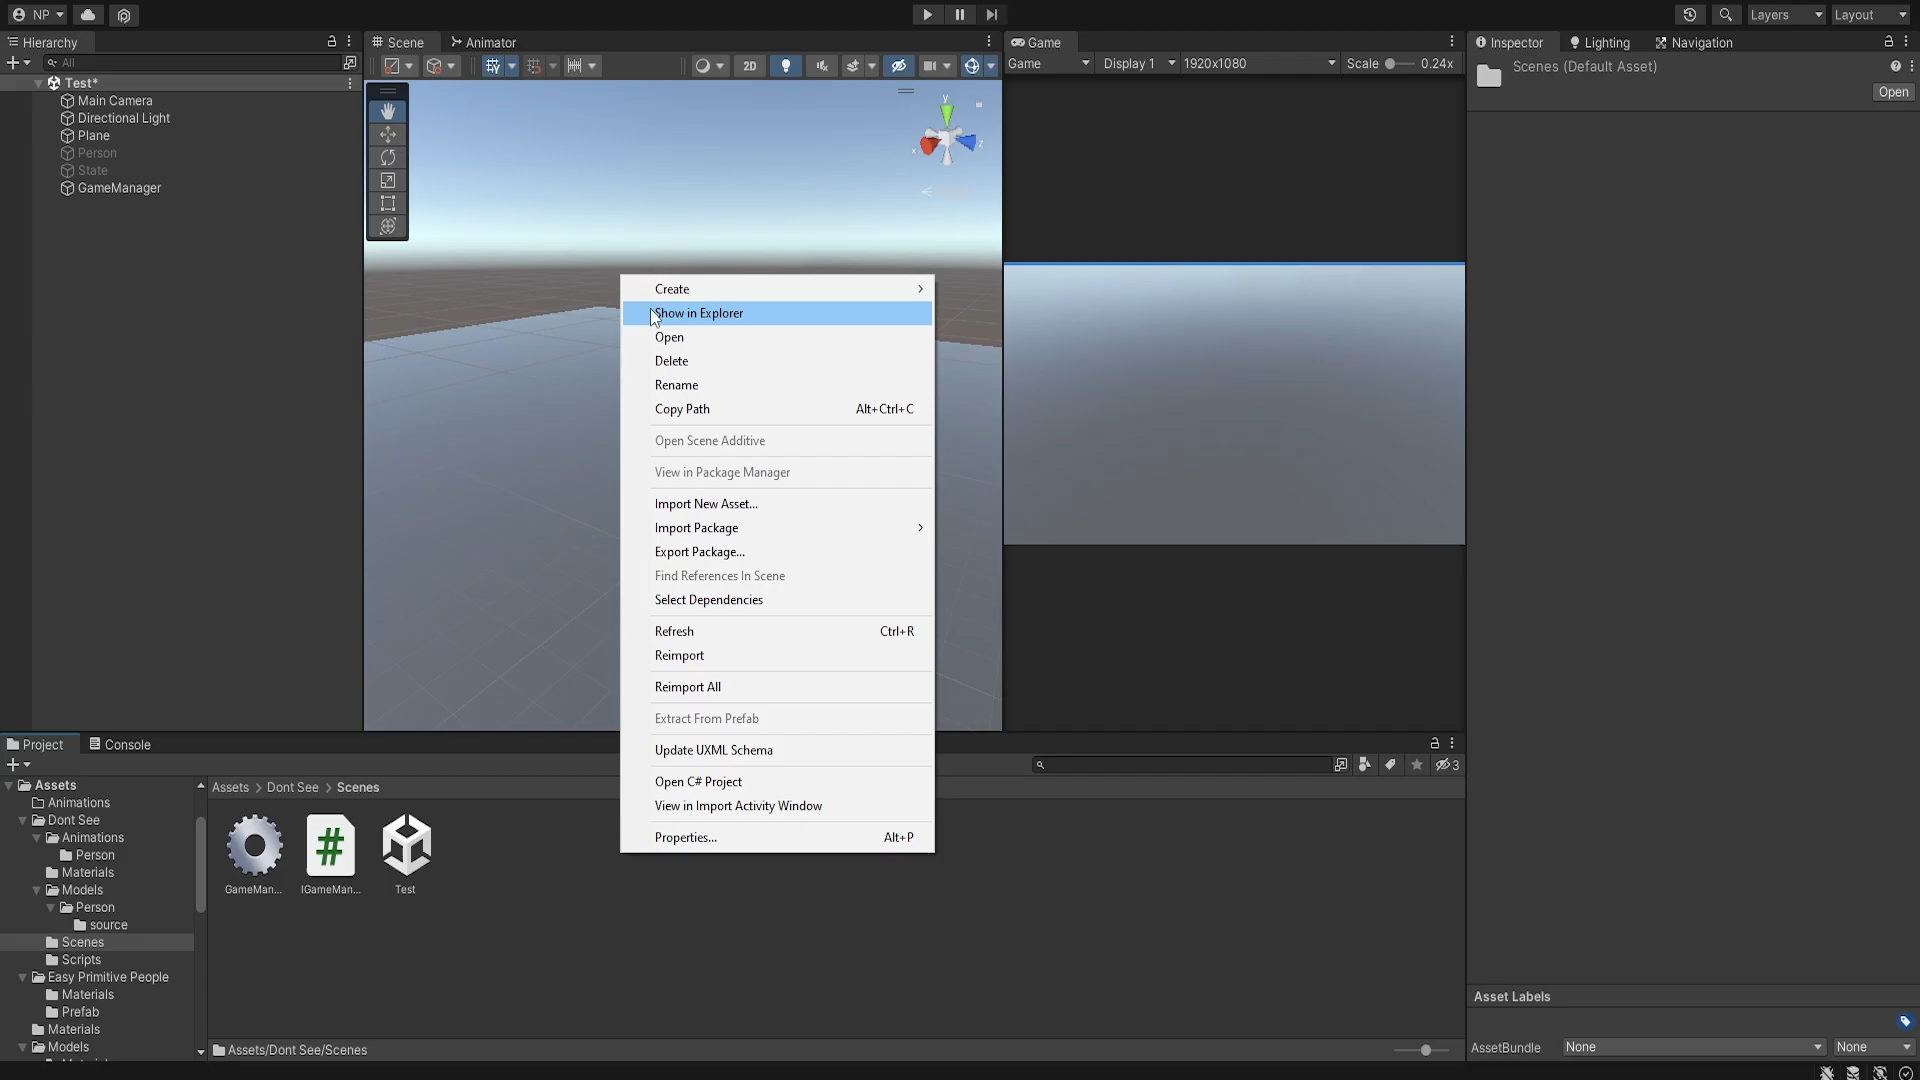 NP
Layers
Layout
Hierarchy
All
Test*
Main Camera
Directional Light
Plane
Person
State
GameManager
Scene
Animator
2D
y
x
z
Game
Game
Display 1
1920x1080
Scale
0.24x
Inspector
Lighting
Navigation
Scenes (Default Asset)
Open
Create
Show in Explorer
Open
Delete
Rename
Copy Path Alt+Ctrl+C
Open Scene Additive
View in Package Manager
Import New Asset...
Import Package
Export Package...
Find References In Scene
Select Dependencies
Refresh Ctrl+R
Reimport
Reimport All
Extract From Prefab
Update UXML Schema
Open C# Project
View in Import Activity Window
Properties... Alt+P
Project
Console
3
Assets
Animations
Dont See
Animations
Person
Materials
Models
Person
source
Scenes
Scripts
Easy Primitive People
Materials
Prefab
Materials
Models
Assets > Dont See > Scenes
GameMan...
IGameMan...
Test
Assets/Dont See/Scenes
Asset Labels
AssetBundle
None
None